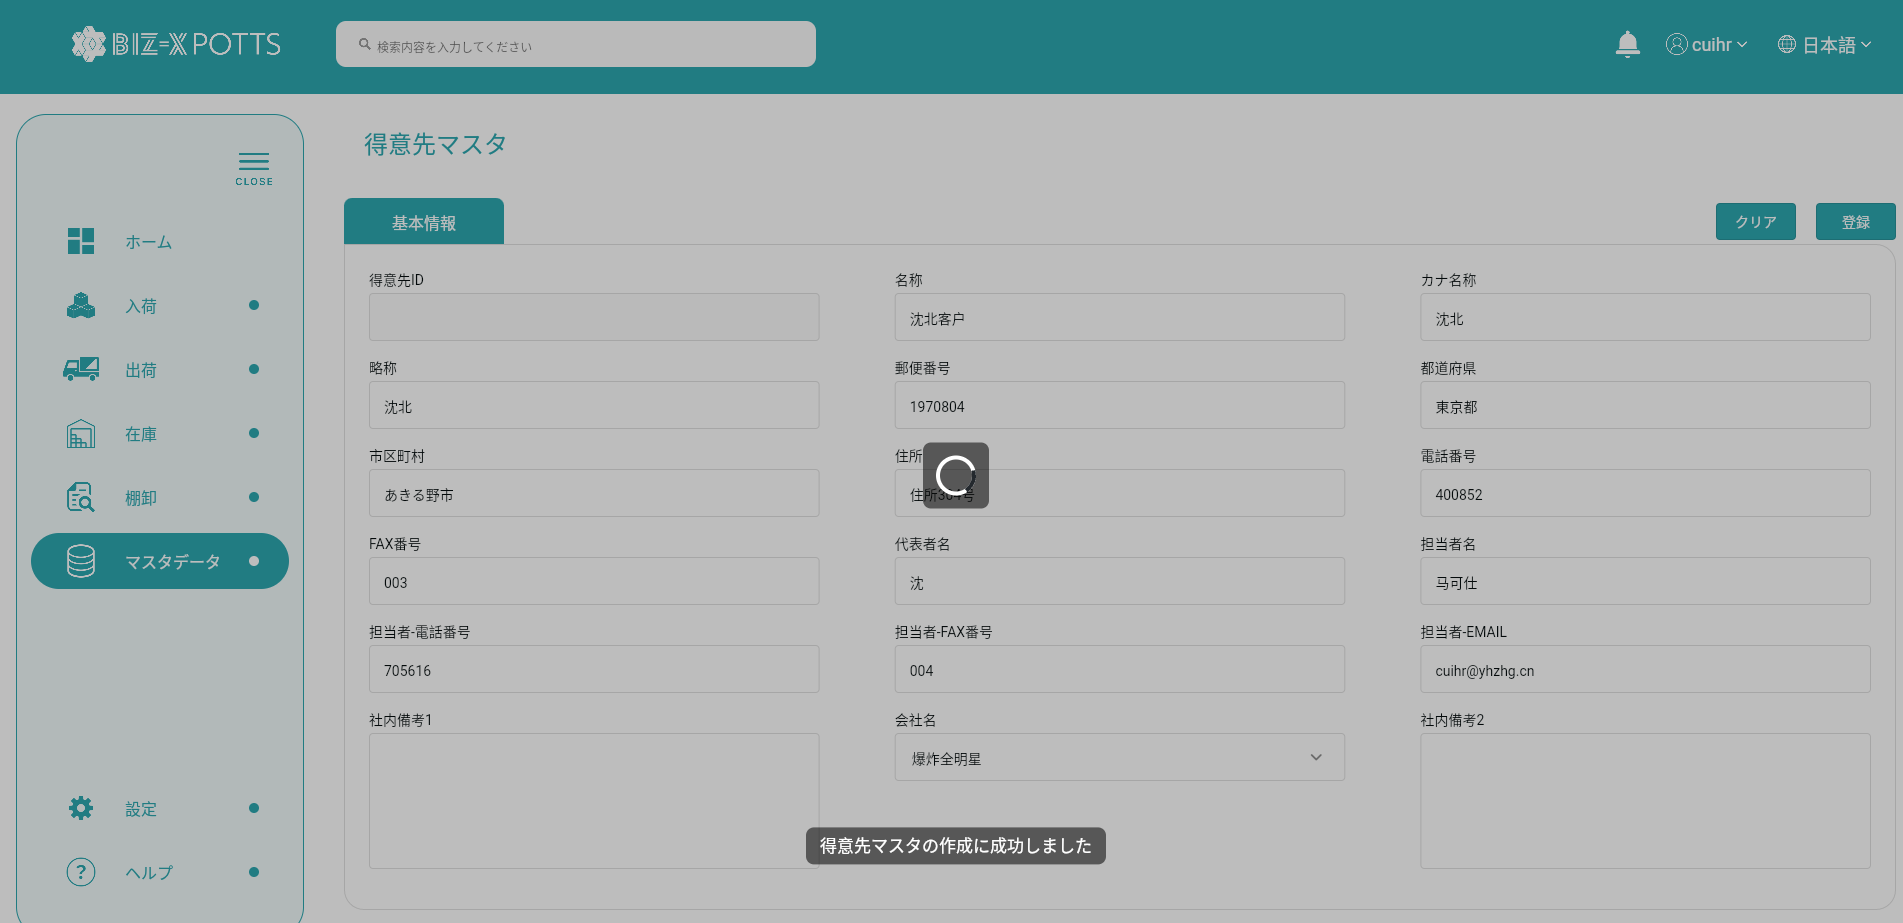 BIZ=X POTTS
検索内容を入力してください
cuihr
日本語
CLOSE
ホーム
入荷
出荷
在庫
棚卸
マスタデータ
設定
ヘルプ
得意先マスタ
基本情報
クリア
登録
得意先ID
名称
カナ名称
沈北客户
沈北
略称
郵便番号
都道府県
沈北
1970804
東京都
市区町村
住所
電話番号
あきる野市
住所304号
400852
FAX番号
代表者名
担当者名
003
沈
马可仕
担当者-電話番号
担当者-FAX番号
担当者-EMAIL
705616
004
cuihr@yhzhg.cn
社内備考1
会社名
社内備考2
爆炸全明星
得意先マスタの作成に成功しました